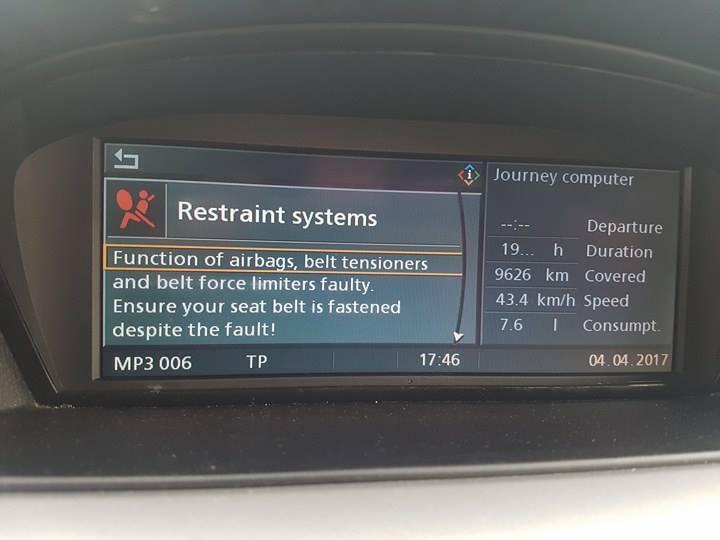 Restraint systems
Function of airbags, belt tensioners
and belt force limiters faulty.
Ensure your seat belt is fastened
despite the fault!
i
Journey computer
--:-- Departure
19... h Duration
9626 km Covered
43.4 km/h Speed
7.6 l Consumpt.
MP3 006 TP 17:46 04.04.2017